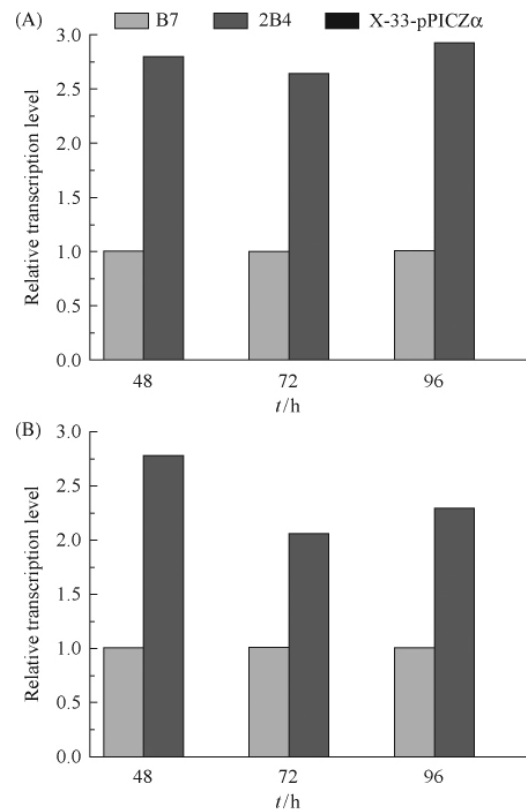 (A)
B7 2B4 X-33-pPICZα
Relative transcription level
3.0
2.5
2.0
1.5
1.0
0.5
0.0
48 72 96
t/h
(B)
Relative transcription level
3.0
2.5
2.0
1.5
1.0
0.5
0.0
48 72 96
t/h